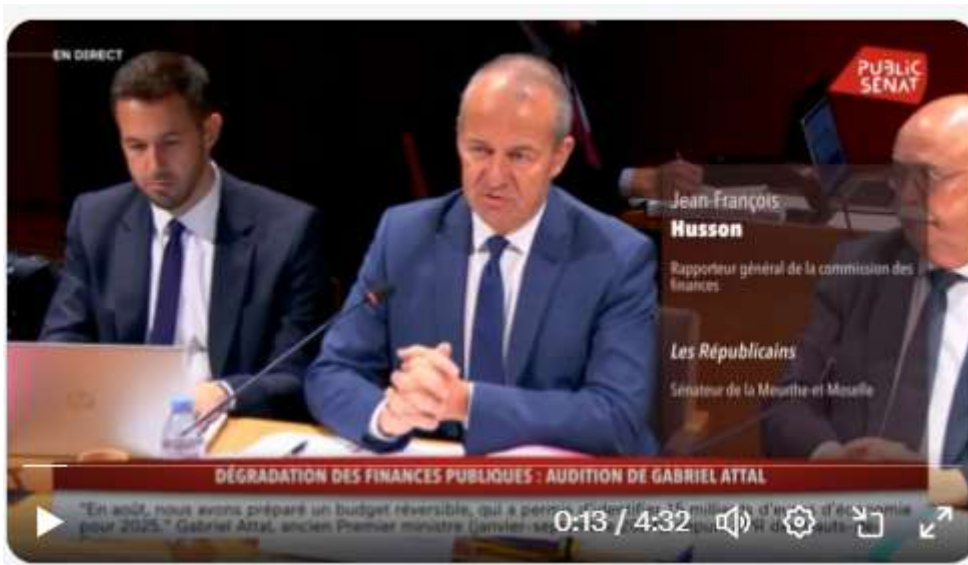 EN DIRECT
PUBLIC
SÉNAT
Jean-François
Husson
Rapporteur général de la commission des
finances
Les Républicains
Sénateur de la Meurthe-et-Moselle
DÉGRADATION DES FINANCES PUBLIQUES : AUDITION DE GABRIEL ATTAL
"En août, nous avons préparé un budget réversible, qui a
pour 2025." Gabriel Attal, ancien Premier ministre
0:13 / 4:32